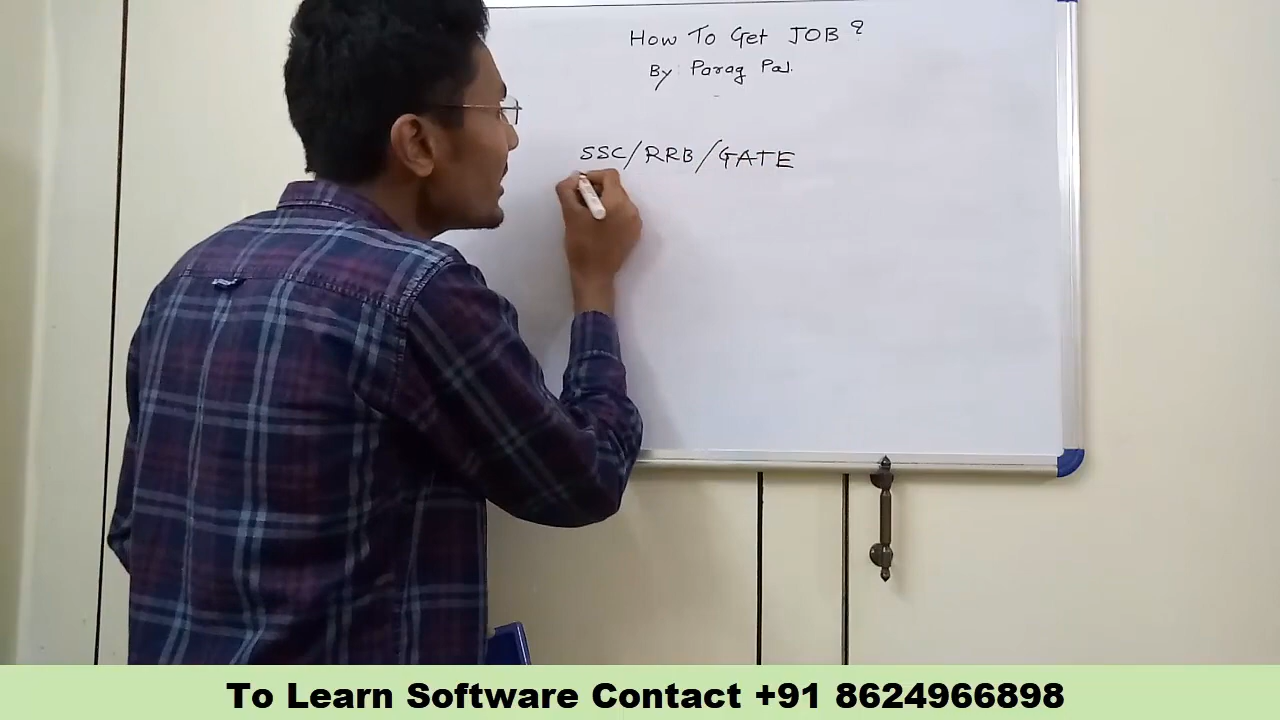 How To Get JOB ?
By: Parag Pal.
SSC/RRB/GATE
To Learn Software Contact +91 8624966898